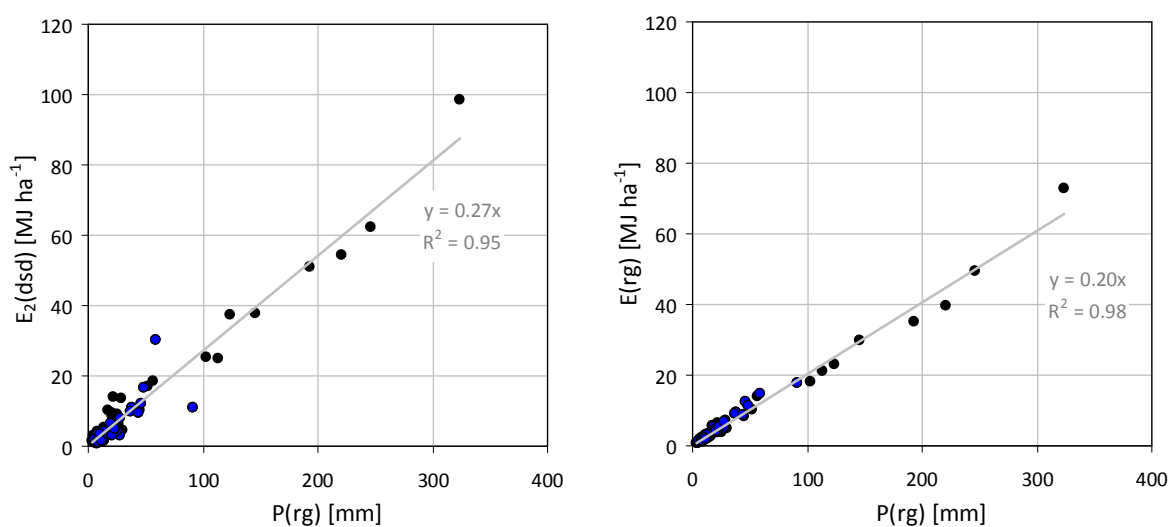 120
100
80
60
40
20
0
E₂(dsd) [MJ ha⁻¹]
y = 0.27x
R² = 0.95
0 100 200 300 400
P(rg) [mm]
120
100
80
60
40
20
0
E(rg) [MJ ha⁻¹]
y = 0.20x
R² = 0.98
0 100 200 300 400
P(rg) [mm]